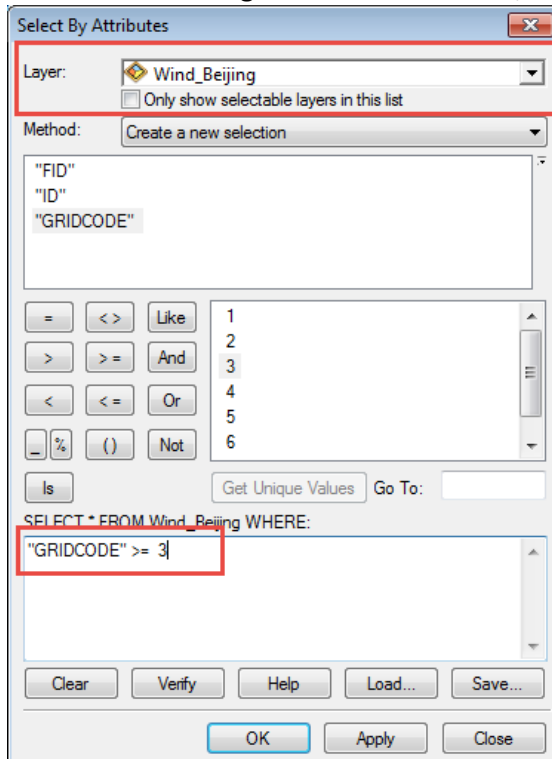 Select By Attributes
Layer: Wind_Beijing
Only show selectable layers in this list
Method: Create a new selection
"FID"
"ID"
"GRIDCODE"
= <> Like 1
2
> >= And 3
< <= Or 4
5
_ % () Not 6
Is Get Unique Values Go To:
SELECT * FROM Wind_Beijing WHERE:
"GRIDCODE" >= 3
Clear Verify Help Load... Save...
OK Apply Close